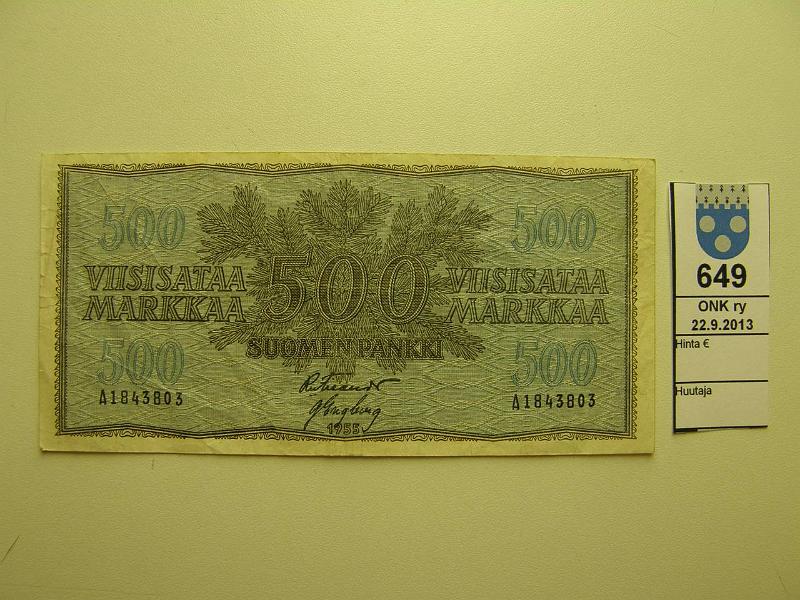 500 500
VIISISATAA 500 VIISISATAA
MARKKAA MARKKAA
SUOMEN PANKKI
500 500
A1843803 A1843803
1955
649
ONK ry
22.9.2013
Hinta €
Huutaja